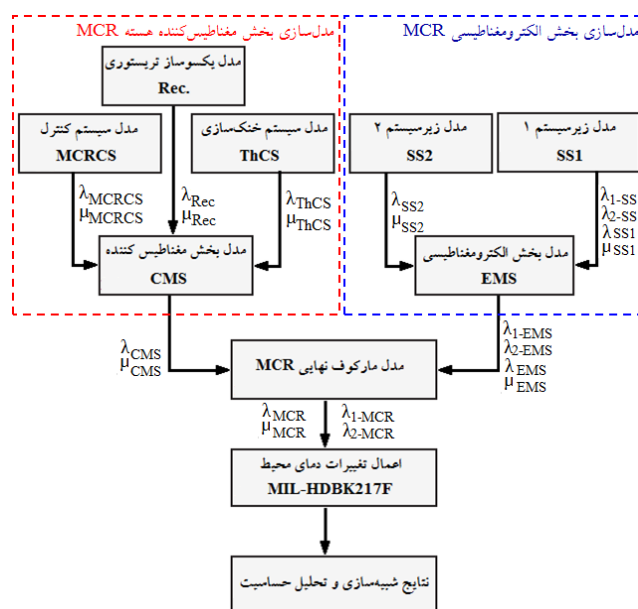 مدل‌سازی بخش مغناطیس‌کننده هسته MCR
مدل‌سازی بخش الکترومغناطیسی MCR
مدل یکسوساز تریستوری
Rec.
مدل سیستم کنترل
MCRCS
مدل سیستم خنک‌سازی
ThCS
مدل زیرسیستم ۲
SS2
مدل زیرسیستم ۱
SS1
λMCRCS
μMCRCS
λRec
μRec
λThCS
μThCS
λSS2
μSS2
λ1-SS
λ2-SS
λSS1
μSS1
مدل بخش مغناطیس کننده
CMS
مدل بخش الکترومغناطیسی
EMS
λCMS
μCMS
λ1-EMS
λ2-EMS
λEMS
μEMS
مدل مارکوف نهایی MCR
λMCR
μMCR
λ1-MCR
λ2-MCR
اعمال تغییرات دمای محیط
MIL-HDBK217F
نتایج شبیه‌سازی و تحلیل حساسیت